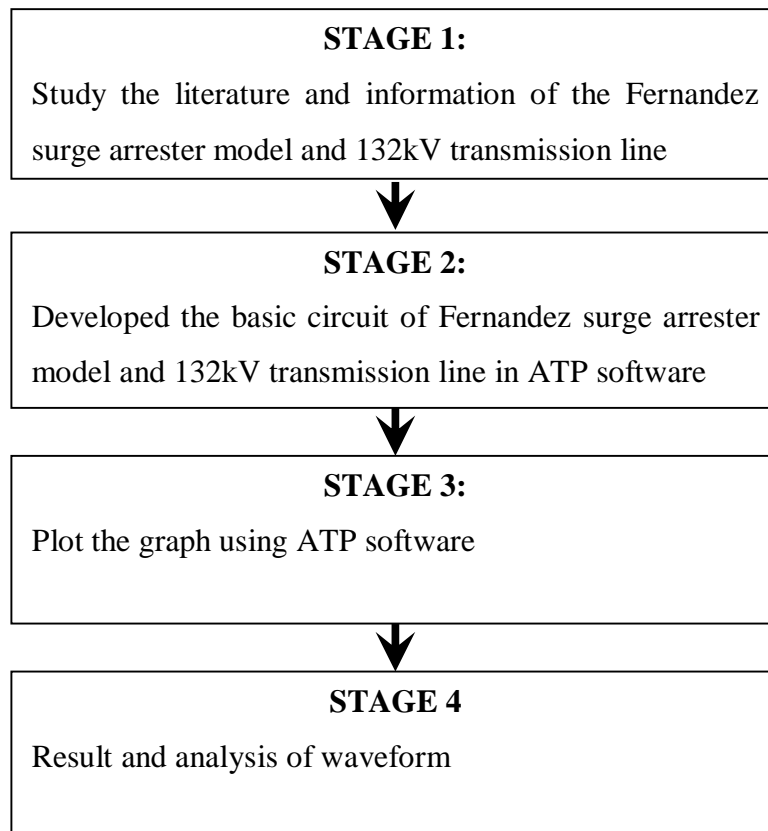 STAGE 1:
Study the literature and information of the Fernandez
surge arrester model and 132kV transmission line
STAGE 2:
Developed the basic circuit of Fernandez surge arrester
model and 132kV transmission line in ATP software
STAGE 3:
Plot the graph using ATP software
STAGE 4
Result and analysis of waveform